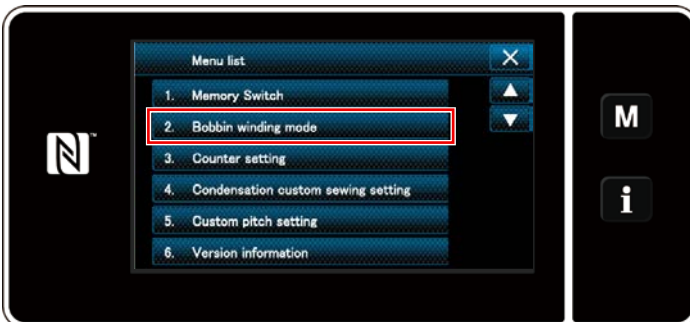 Menu list
1. Memory Switch
2. Bobbin winding mode
3. Counter setting
4. Condensation custom sewing setting
5. Custom pitch setting
6. Version information
N
M
i